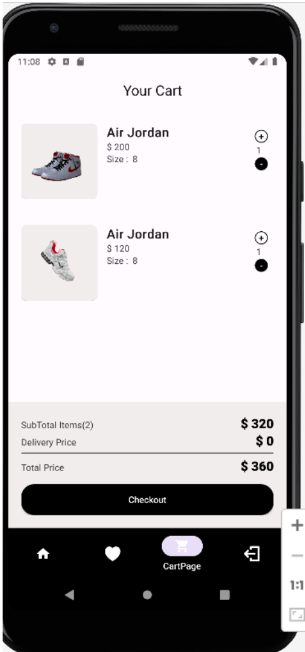 11:08
Your Cart
Air Jordan
$ 200
Size : 8
+
1
-
Air Jordan
$ 120
Size : 8
+
1
-
SubTotal Items(2) $ 320
Delivery Price $ 0
Total Price $ 360
Checkout
CartPage
1:1